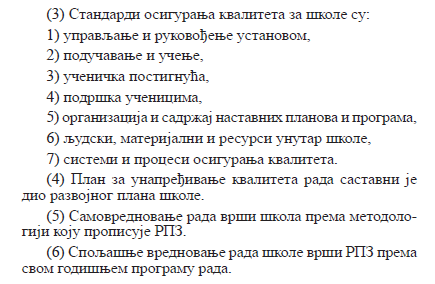 (3) Стандарди осигурања квалитета за школе су:
1) управљање и руковођење установом,
2) подучавање и учење,
3) ученичка постигнућа,
4) подршка ученицима,
5) организација и садржај наставних планова и програма,
6) људски, материјални и ресурси унутар школе,
7) системи и процеси осигурања квалитета.
(4) План за унапређивање квалитета рада саставни је
дио развојног плана школе.
(5) Самовредновање рада врши школа према методоло-
гији коју прописује РПЗ.
(6) Спољашње вредновање рада школе врши РПЗ према
свом годишњем програму рада.